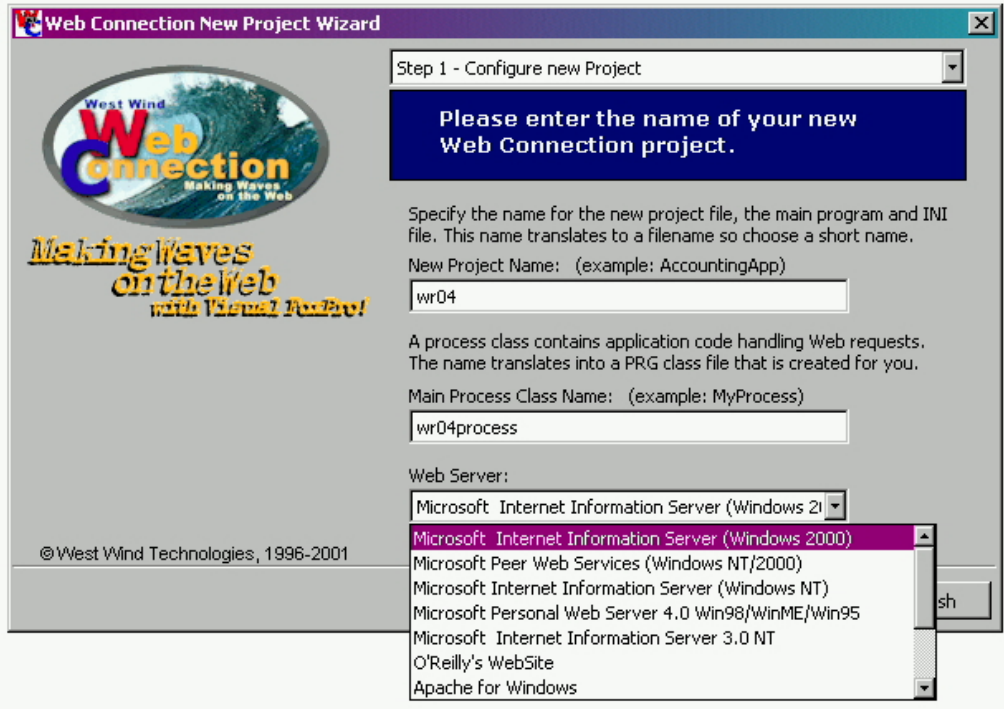 Web Connection New Project Wizard
Step 1 - Configure new Project
West Wind
Web
Connection
Making Waves
on the Web
Please enter the name of your new
Web Connection project.
Making Waves
on the Web
with Visual FoxPro!
Specify the name for the new project file, the main program and INI
file. This name translates to a filename so choose a short name.
New Project Name:   (example: AccountingApp)
wr04
A process class contains application code handling Web requests.
The name translates into a PRG class file that is created for you.
Main Process Class Name:   (example: MyProcess)
wr04process
Web Server:
Microsoft  Internet Information Server (Windows 2
Microsoft  Internet Information Server (Windows 2000)
Microsoft Peer Web Services (Windows NT/2000)
Microsoft Internet Information Server (Windows NT)
Microsoft Personal Web Server 4.0 Win98/WinME/Win95
Microsoft  Internet Information Server 3.0 NT
O'Reilly's WebSite
Apache for Windows
© West Wind Technologies, 1996-2001
sh